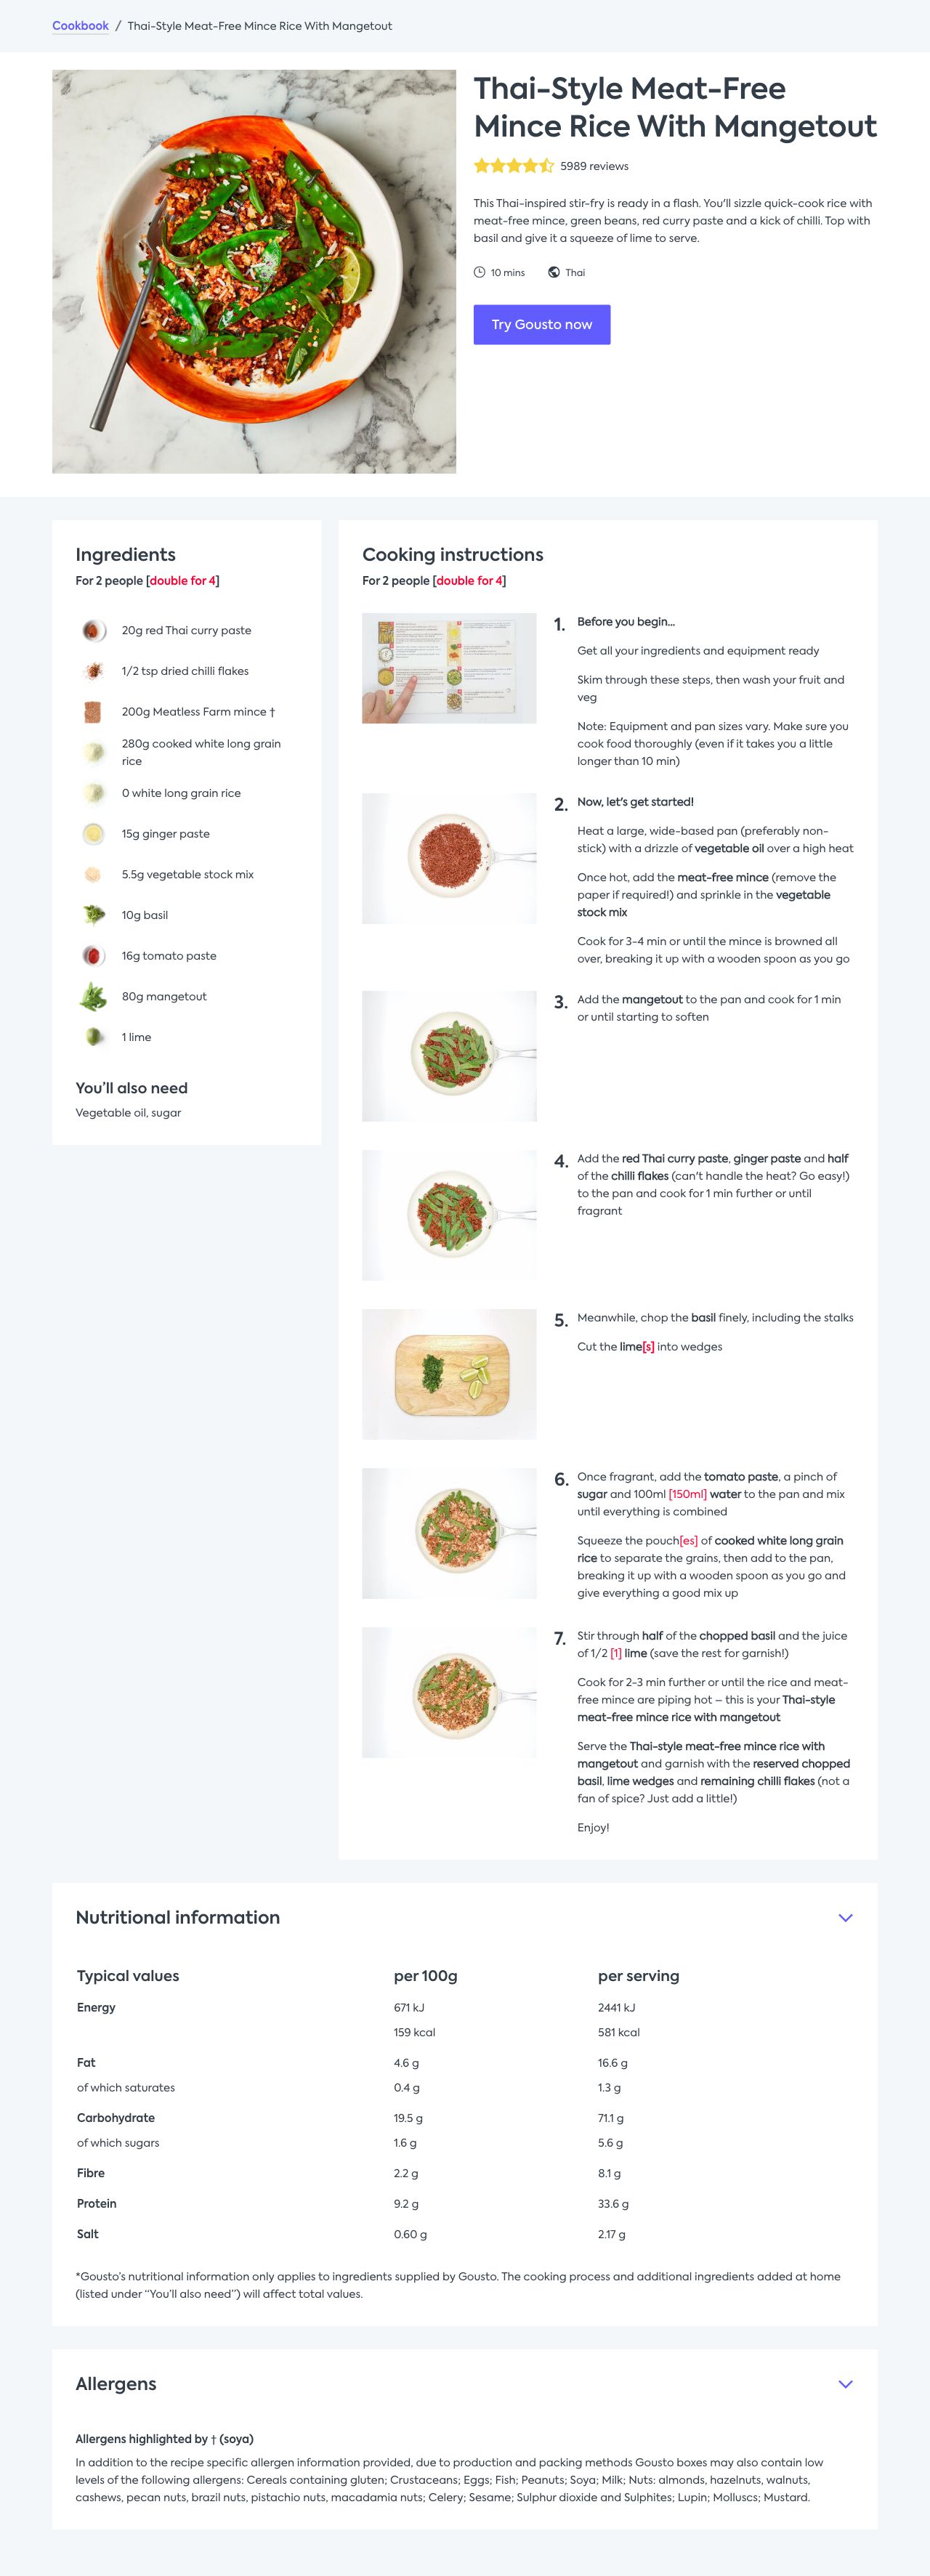 Cookbook / Thai-Style Meat-Free Mince Rice With Mangetout
Thai-Style Meat-Free
Mince Rice With Mangetout
5989 reviews
This Thai-inspired stir-fry is ready in a flash. You'll sizzle quick-cook rice with
meat-free mince, green beans, red curry paste and a kick of chilli. Top with
basil and give it a squeeze of lime to serve.
10 mins
Thai
Try Gousto now
Ingredients
For 2 people [double for 4]
20g red Thai curry paste
1/2 tsp dried chilli flakes
200g Meatless Farm mince †
280g cooked white long grain
rice
0 white long grain rice
15g ginger paste
5.5g vegetable stock mix
10g basil
16g tomato paste
80g mangetout
1 lime
You'll also need
Vegetable oil, sugar
Cooking instructions
For 2 people [double for 4]
1. Before you begin...
Get all your ingredients and equipment ready
Skim through these steps, then wash your fruit and
veg
Note: Equipment and pan sizes vary. Make sure you
cook food thoroughly (even if it takes you a little
longer than 10 min)
2. Now, let's get started!
Heat a large, wide-based pan (preferably non-
stick) with a drizzle of vegetable oil over a high heat
Once hot, add the meat-free mince (remove the
paper if required!) and sprinkle in the vegetable
stock mix
Cook for 3-4 min or until the mince is browned all
over, breaking it up with a wooden spoon as you go
3. Add the mangetout to the pan and cook for 1 min
or until starting to soften
4. Add the red Thai curry paste, ginger paste and half
of the chilli flakes (can't handle the heat? Go easy!)
to the pan and cook for 1 min further or until
fragrant
5. Meanwhile, chop the basil finely, including the stalks
Cut the lime[s] into wedges
6. Once fragrant, add the tomato paste, a pinch of
sugar and 100ml [150ml] water to the pan and mix
until everything is combined
Squeeze the pouch[es] of cooked white long grain
rice to separate the grains, then add to the pan,
breaking it up with a wooden spoon as you go and
give everything a good mix up
7. Stir through half of the chopped basil and the juice
of 1/2 [1] lime (save the rest for garnish!)
Cook for 2-3 min further or until the rice and meat-
free mince are piping hot – this is your Thai-style
meat-free mince rice with mangetout
Serve the Thai-style meat-free mince rice with
mangetout and garnish with the reserved chopped
basil, lime wedges and remaining chilli flakes (not a
fan of spice? Just add a little!)
Enjoy!
Nutritional information
Typical values per 100g per serving
Energy 671 kJ 2441 kJ
159 kcal 581 kcal
Fat 4.6 g 16.6 g
of which saturates 0.4 g 1.3 g
Carbohydrate 19.5 g 71.1 g
of which sugars 1.6 g 5.6 g
Fibre 2.2 g 8.1 g
Protein 9.2 g 33.6 g
Salt 0.60 g 2.17 g
*Gousto's nutritional information only applies to ingredients supplied by Gousto. The cooking process and additional ingredients added at home
(listed under “You'll also need”) will affect total values.
Allergens
Allergens highlighted by † (soya)
In addition to the recipe specific allergen information provided, due to production and packing methods Gousto boxes may also contain low
levels of the following allergens: Cereals containing gluten; Crustaceans; Eggs; Fish; Peanuts; Soya; Milk; Nuts: almonds, hazelnuts, walnuts,
cashews, pecan nuts, brazil nuts, pistachio nuts, macadamia nuts; Celery; Sesame; Sulphur dioxide and Sulphites; Lupin; Molluscs; Mustard.